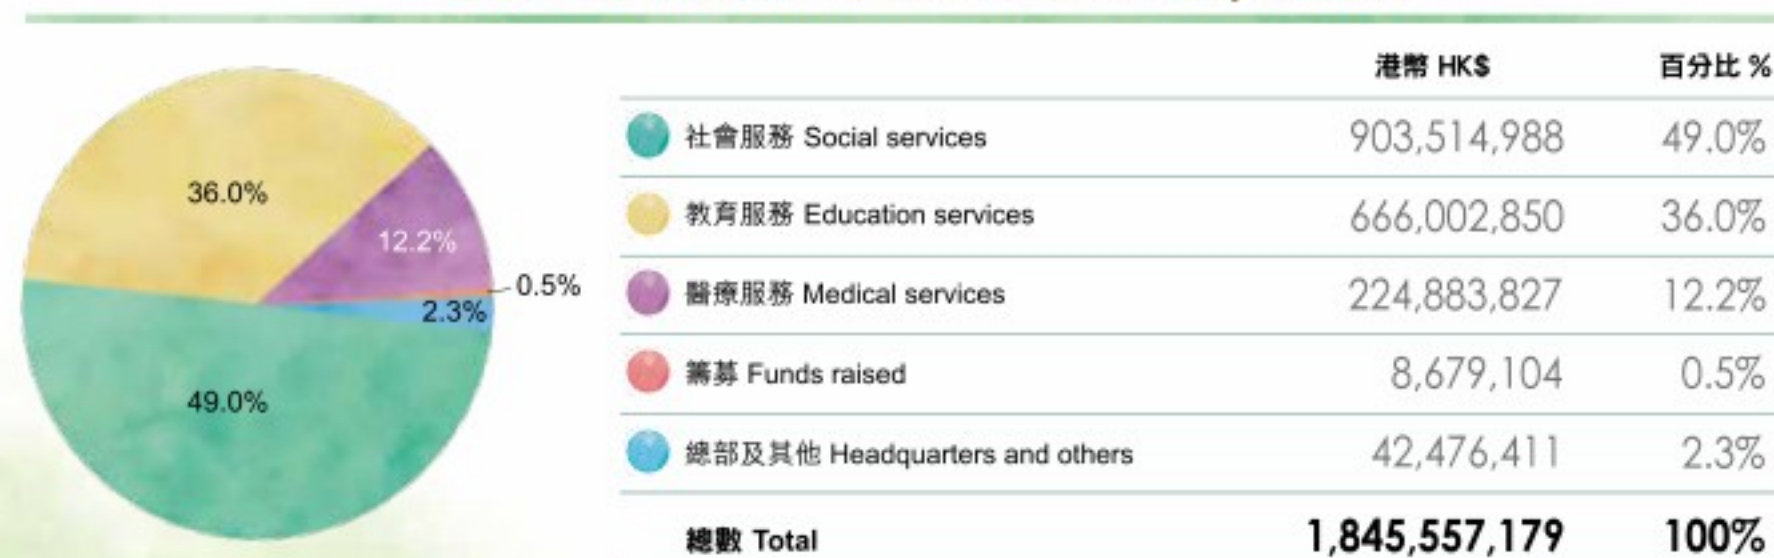 港幣 HK$ 百分比 %
社會服務 Social services 903,514,988 49.0%
教育服務 Education services 666,002,850 36.0%
醫療服務 Medical services 224,883,827 12.2%
籌募 Funds raised 8,679,104 0.5%
總部及其他 Headquarters and others 42,476,411 2.3%
總數 Total 1,845,557,179 100%
36.0%
12.2%
0.5%
2.3%
49.0%